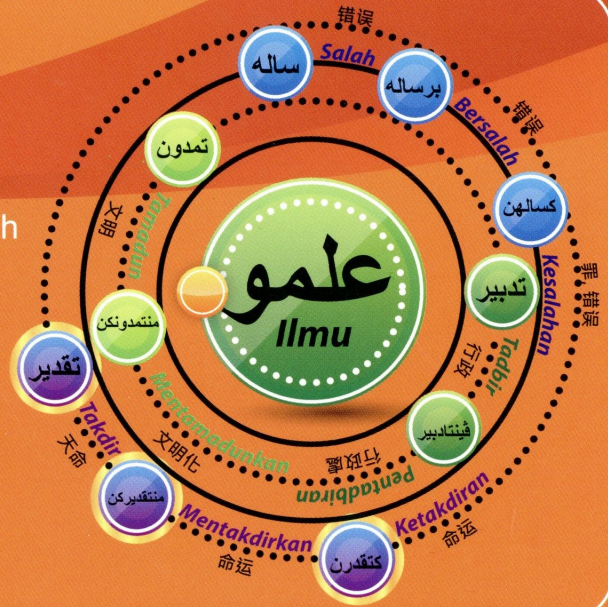 علمو
Ilmu
错误
ساله
Salah
برساله
Bersalah
错误
كسالهن
Kesalahan
罪，错误
تمدون
Tamadun
文明
منتمدونكن
Mentamadunkan
文明化
تدبير
Tadbir
行政
ڤينتادبير
Pentadbiran
行政處
تقدير
Takdir
天命
منتقديركن
Mentakdirkan
命运
كتقدرن
Ketakdiran
命运
h